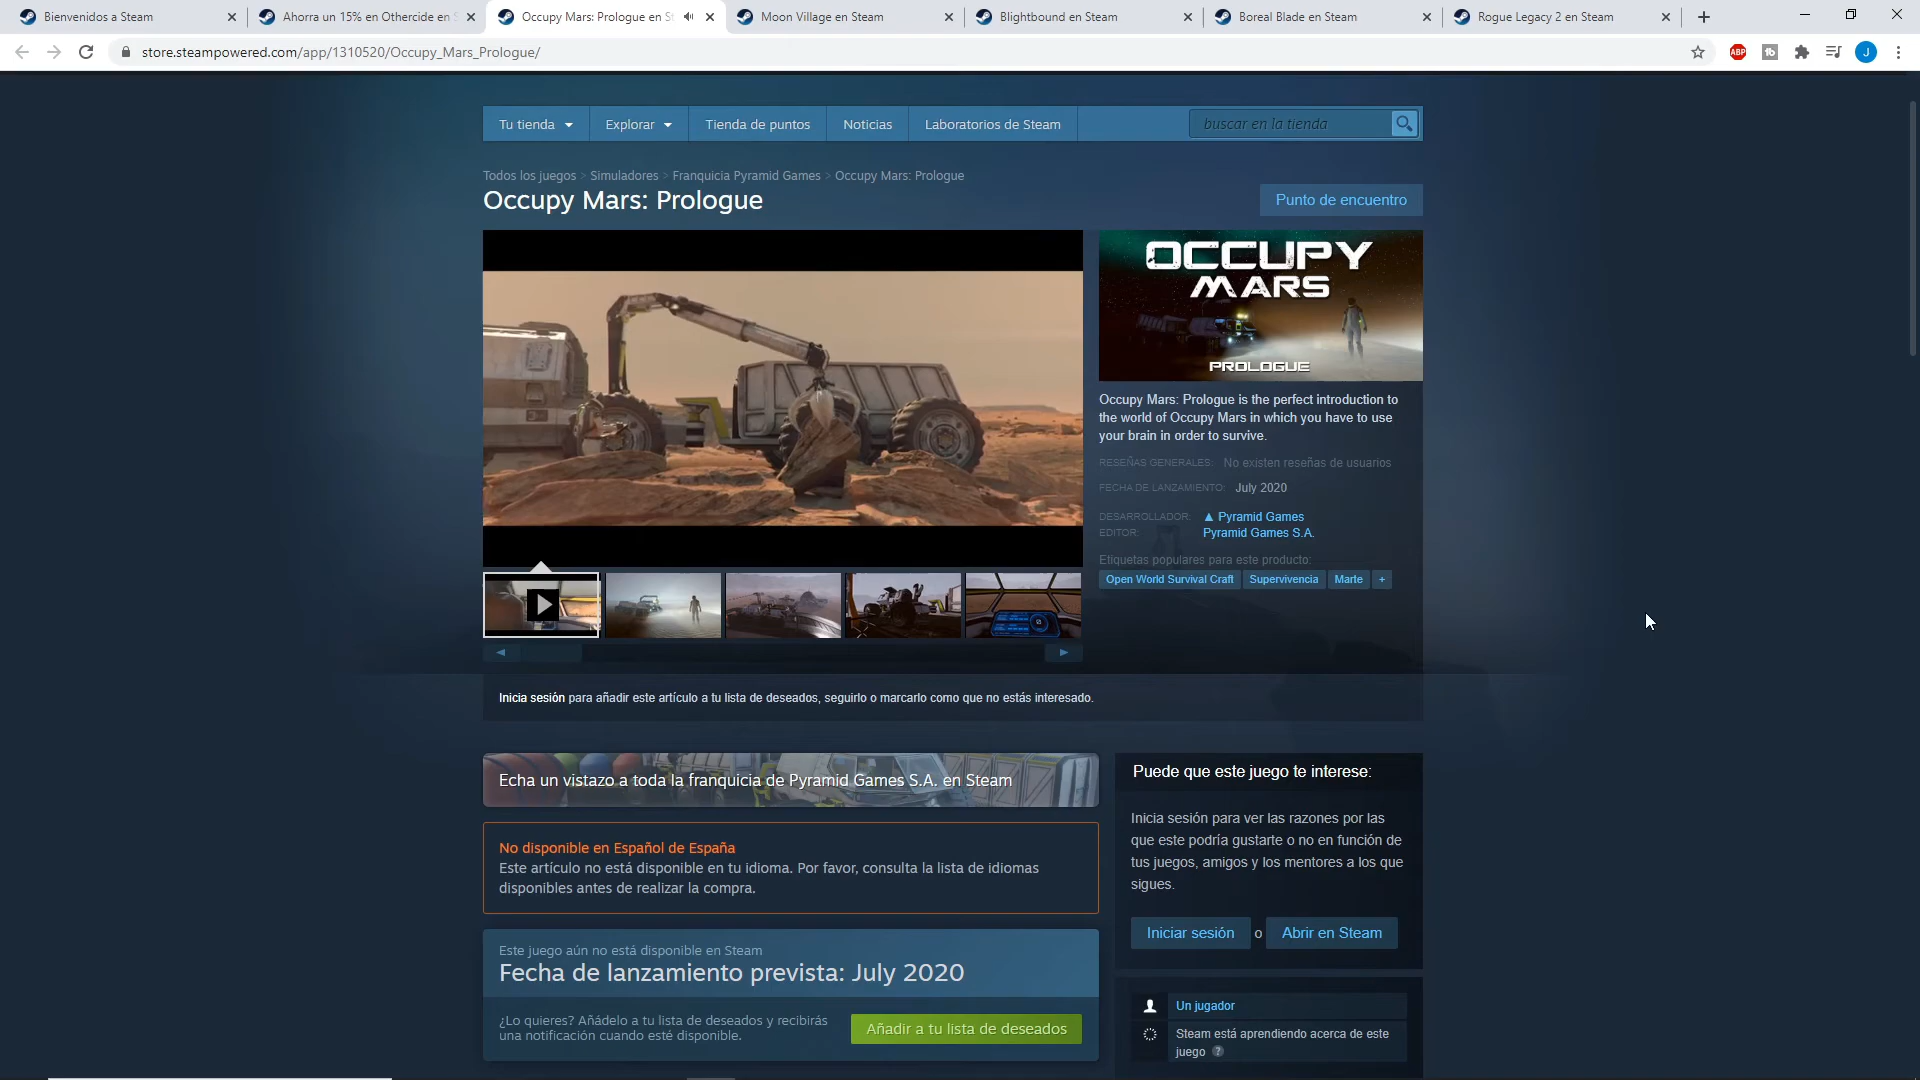 Bienvenidos a Steam
Ahorra un 15% en Othercide en S
Occupy Mars: Prologue en St
Moon Village en Steam
Blightbound en Steam
Boreal Blade en Steam
Rogue Legacy 2 en Steam
store.steampowered.com/app/1310520/Occupy_Mars_Prologue/
ABP
J
Tu tienda
Explorar
Tienda de puntos
Noticias
Laboratorios de Steam
buscar en la tienda
Todos los juegos > Simuladores > Franquicia Pyramid Games > Occupy Mars: Prologue
Occupy Mars: Prologue
Punto de encuentro
OCCUPY
MARS
PROLOGUE
Occupy Mars: Prologue is the perfect introduction to
the world of Occupy Mars in which you have to use
your brain in order to survive.
RESEÑAS GENERALES: No existen reseñas de usuarios
FECHA DE LANZAMIENTO: July 2020
DESARROLLADOR: Pyramid Games
EDITOR: Pyramid Games S.A.
Etiquetas populares para este producto:
Open World Survival Craft Supervivencia Marte +
Inicia sesión para añadir este artículo a tu lista de deseados, seguirlo o marcarlo como que no estás interesado.
Echa un vistazo a toda la franquicia de Pyramid Games S.A. en Steam
No disponible en Español de España
Este artículo no está disponible en tu idioma. Por favor, consulta la lista de idiomas
disponibles antes de realizar la compra.
Este juego aún no está disponible en Steam
Fecha de lanzamiento prevista: July 2020
¿Lo quieres? Añádelo a tu lista de deseados y recibirás
una notificación cuando esté disponible.
Añadir a tu lista de deseados
Puede que este juego te interese:
Inicia sesión para ver las razones por las
que este podría gustarte o no en función de
tus juegos, amigos y los mentores a los que
sigues.
Iniciar sesión o Abrir en Steam
Un jugador
Steam está aprendiendo acerca de este
juego ?